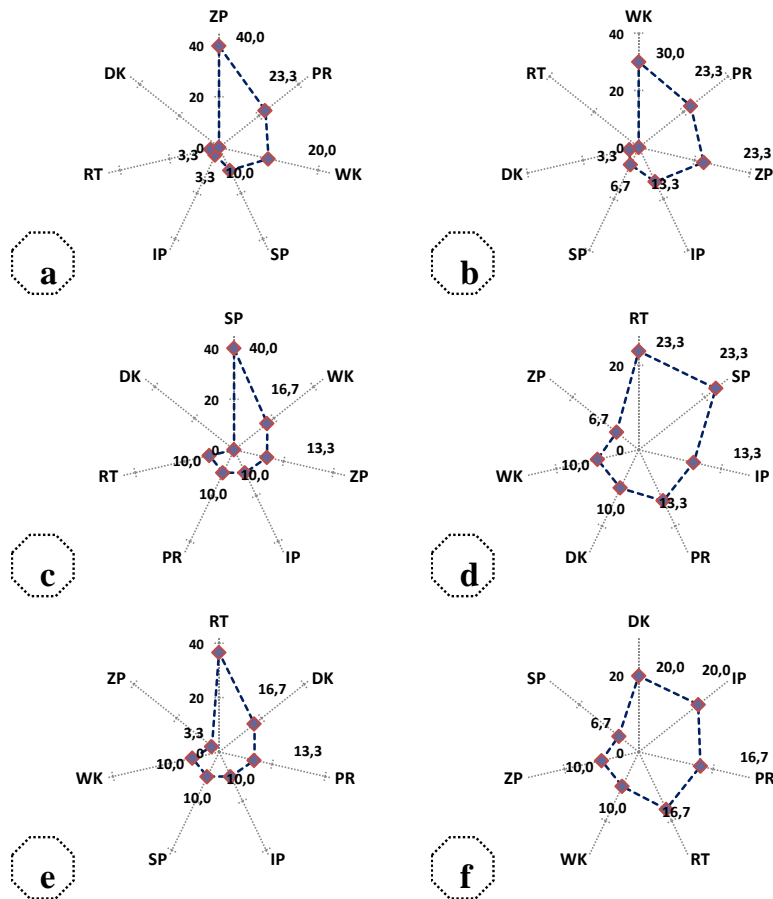 ZP
40
40,0
DK
23,3
PR
20
0
3,3
20,0
RT
3,3
10,0
WK
IP
SP
a
WK
40
30,0
RT
23,3
PR
20
0
23,3
3,3
DK
6,7
13,3
ZP
SP
IP
b
SP
40
40,0
DK
16,7
WK
20
0
13,3
10,0
RT
10,0
10,0
ZP
PR
IP
c
RT
23,3
23,3
20
ZP
SP
6,7
0
13,3
WK
10,0
IP
10,0
13,3
DK
PR
d
RT
40
ZP
16,7
DK
20
3,3
0
13,3
10,0
WK
10,0
10,0
PR
SP
IP
e
DK
SP
20
20,0
20,0
IP
6,7
0
16,7
ZP
10,0
PR
10,0
16,7
WK
RT
f